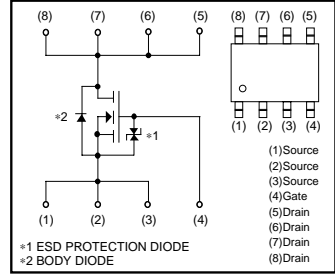 (8) (7) (6) (5)
(8) (7) (6) (5)
∗2
∗1
(1) (2) (3) (4)
(1) (2) (3) (4)
(1)Source
(2)Source
(3)Source
(4)Gate
(5)Drain
(6)Drain
(7)Drain
(8)Drain
∗1 ESD PROTECTION DIODE
∗2 BODY DIODE